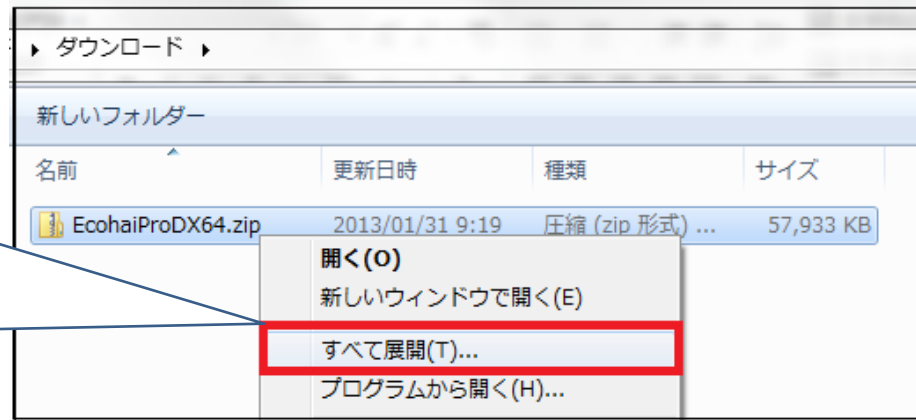 ダウンロード
新しいフォルダー
名前 更新日時 種類 サイズ
EcohaiProDX64.zip 2013/01/31 9:19 圧縮 (zip 形式) ... 57,933 KB
開く(O)
新しいウィンドウで開く(E)
すべて展開(T)...
プログラムから開く(H)...